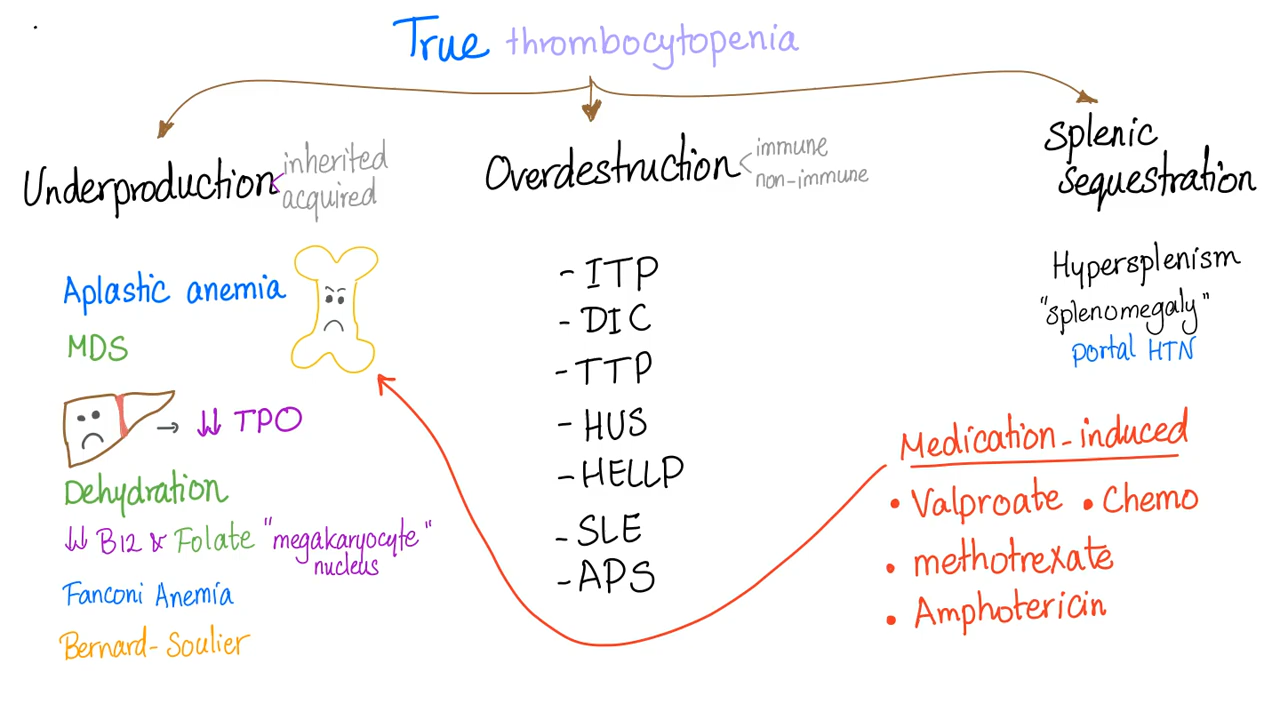 True thrombocytopenia
Underproduction
inherited
acquired
Aplastic anemia
MDS
→ ↓↓ TPO
Dehydration
↓↓ B12 & Folate "megakaryocyte"
nucleus
Fanconi Anemia
Bernard-Soulier
Overdestruction
immune
non-immune
- ITP
- DIC
- TTP
- HUS
- HELLP
- SLE
- APS
Splenic
sequestration
Hypersplenism
"splenomegaly"
portal HTN
Medication-induced
• Valproate • Chemo
• methotrexate
• Amphotericin